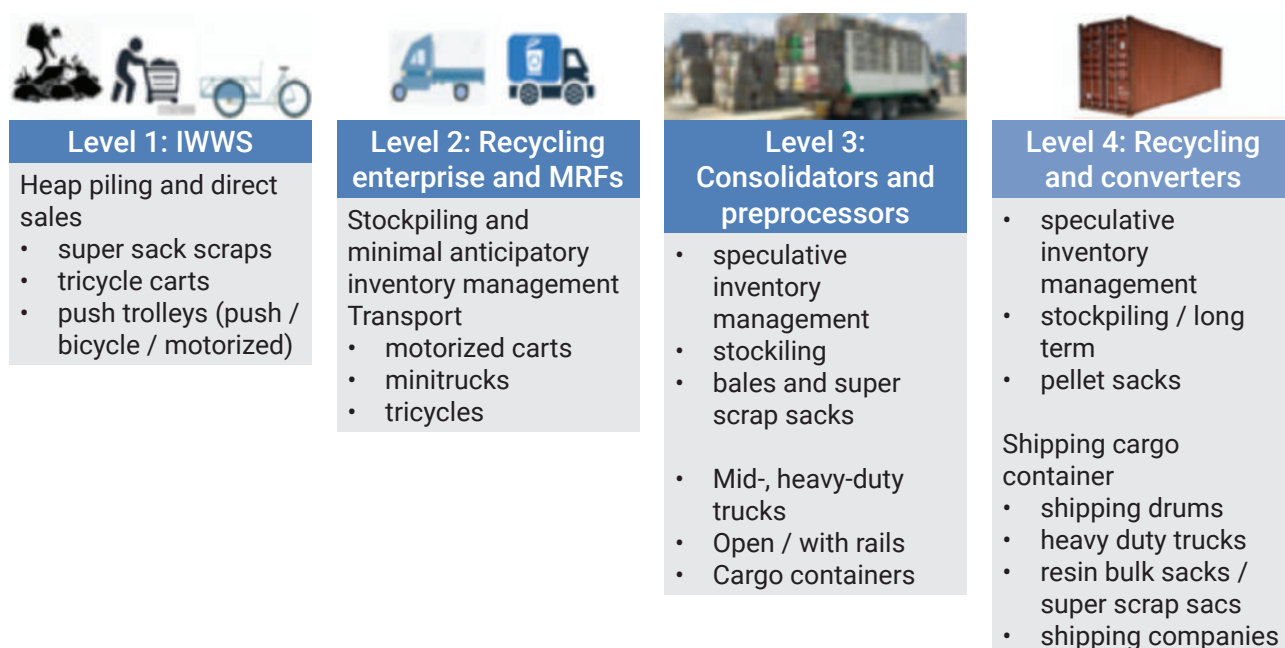 Level 1: IWWS
Heap piling and direct
sales
• super sack scraps
• tricycle carts
• push trolleys (push /
bicycle / motorized)
Level 2: Recycling
enterprise and MRFs
Stockpiling and
minimal anticipatory
inventory management
Transport
• motorized carts
• minitrucks
• tricycles
Level 3:
Consolidators and
preprocessors
• speculative
inventory
management
• stockiling
• bales and super
scrap sacks
• Mid-, heavy-duty
trucks
• Open / with rails
• Cargo containers
Level 4: Recycling
and converters
• speculative
inventory
management
• stockpiling / long
term
• pellet sacks
Shipping cargo
container
• shipping drums
• heavy duty trucks
• resin bulk sacks /
super scrap sacs
• shipping companies